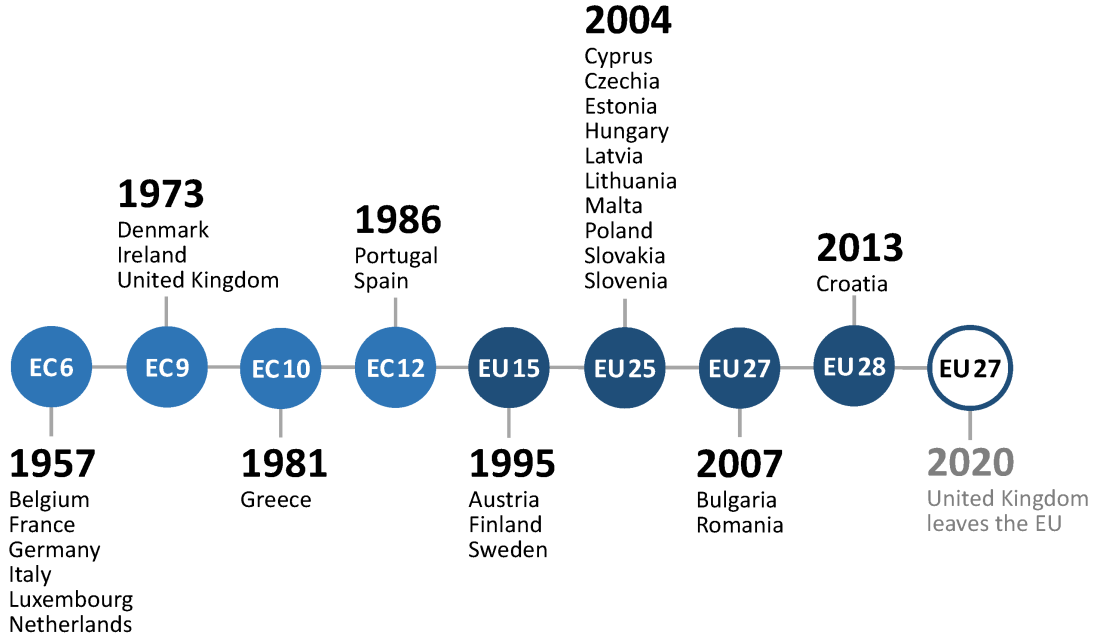 2004
Cyprus
Czechia
Estonia
Hungary
Latvia
Lithuania
Malta
Poland
Slovakia
Slovenia
1973
Denmark
Ireland
United Kingdom
1986
Portugal
Spain
2013
Croatia
EC6
EC9
EC10
EC12
EU15
EU25
EU27
EU28
EU27
1957
Belgium
France
Germany
Italy
Luxembourg
Netherlands
1981
Greece
1995
Austria
Finland
Sweden
2007
Bulgaria
Romania
2020
United Kingdom
leaves the EU